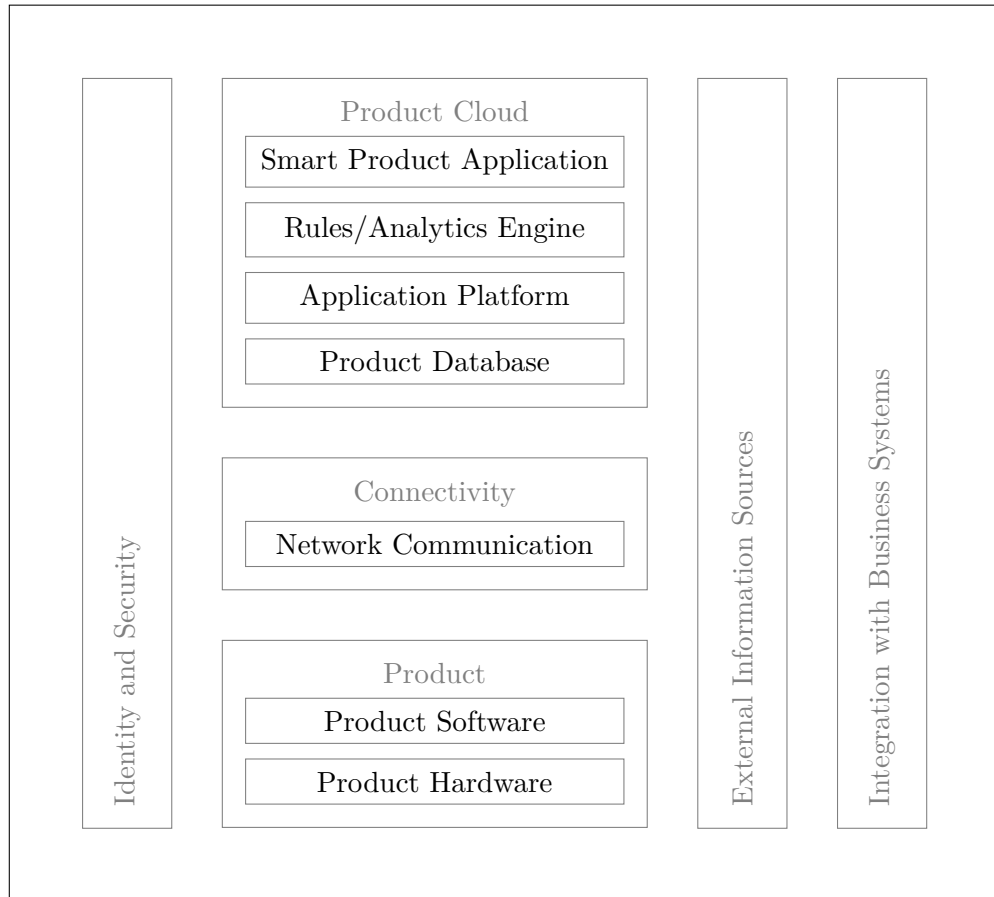 Identity and Security
Product Cloud
Smart Product Application
Rules/Analytics Engine
Application Platform
Product Database
Connectivity
Network Communication
Product
Product Software
Product Hardware
External Information Sources
Integration with Business Systems